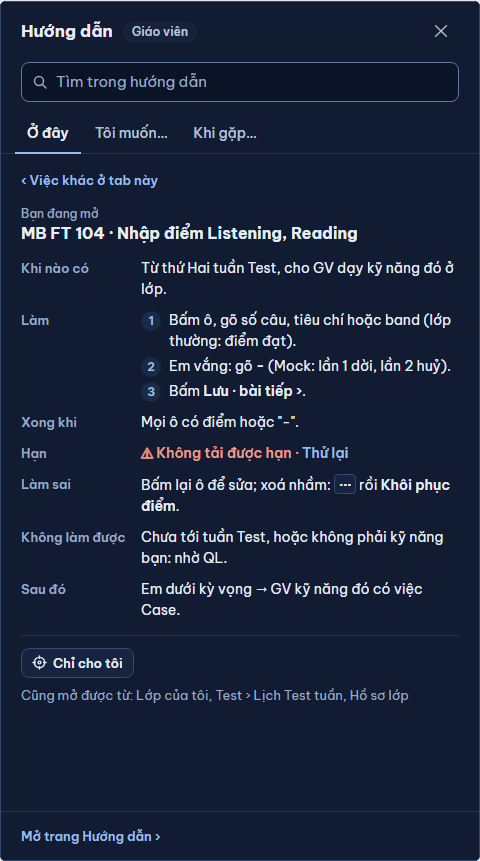 Hướng dẫn Giáo viên
Tìm trong hướng dẫn
Ở đây Tôi muốn... Khi gặp...
‹ Việc khác ở tab này
Bạn đang mở
MB FT 104 · Nhập điểm Listening, Reading
Khi nào có Từ thứ Hai tuần Test, cho GV dạy kỹ năng đó ở
lớp.
Làm 1 Bấm ô, gõ số câu, tiêu chí hoặc band (lớp
thường: điểm đạt).
2 Em vắng: gõ - (Mock: lần 1 dời, lần 2 huỷ).
3 Bấm Lưu · bài tiếp ›.
Xong khi Mọi ô có điểm hoặc "-".
Hạn ⚠ Không tải được hạn · Thử lại
Làm sai Bấm lại ô để sửa; xoá nhầm: ··· rồi Khôi phục
điểm.
Không làm được Chưa tới tuần Test, hoặc không phải kỹ năng
bạn: nhờ QL.
Sau đó Em dưới kỳ vọng → GV kỹ năng đó có việc
Case.
Chỉ cho tôi
Cũng mở được từ: Lớp của tôi, Test › Lịch Test tuần, Hồ sơ lớp
Mở trang Hướng dẫn ›